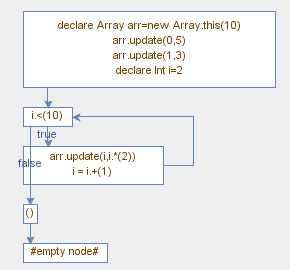 declare Array arr=new Array.this(10)
arr.update(0,5)
arr.update(1,3)
declare Int i=2
i.<(10)
true
arr.update(i,i.*(2))
i = i.+(1)
false
()
#empty node#